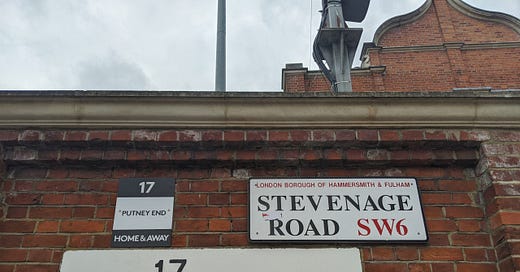 17
"PUTNEY END"
HOME & AWAY
LONDON BOROUGH OF HAMMERSMITH & FULHAM
STEVENAGE
ROAD SW6
17